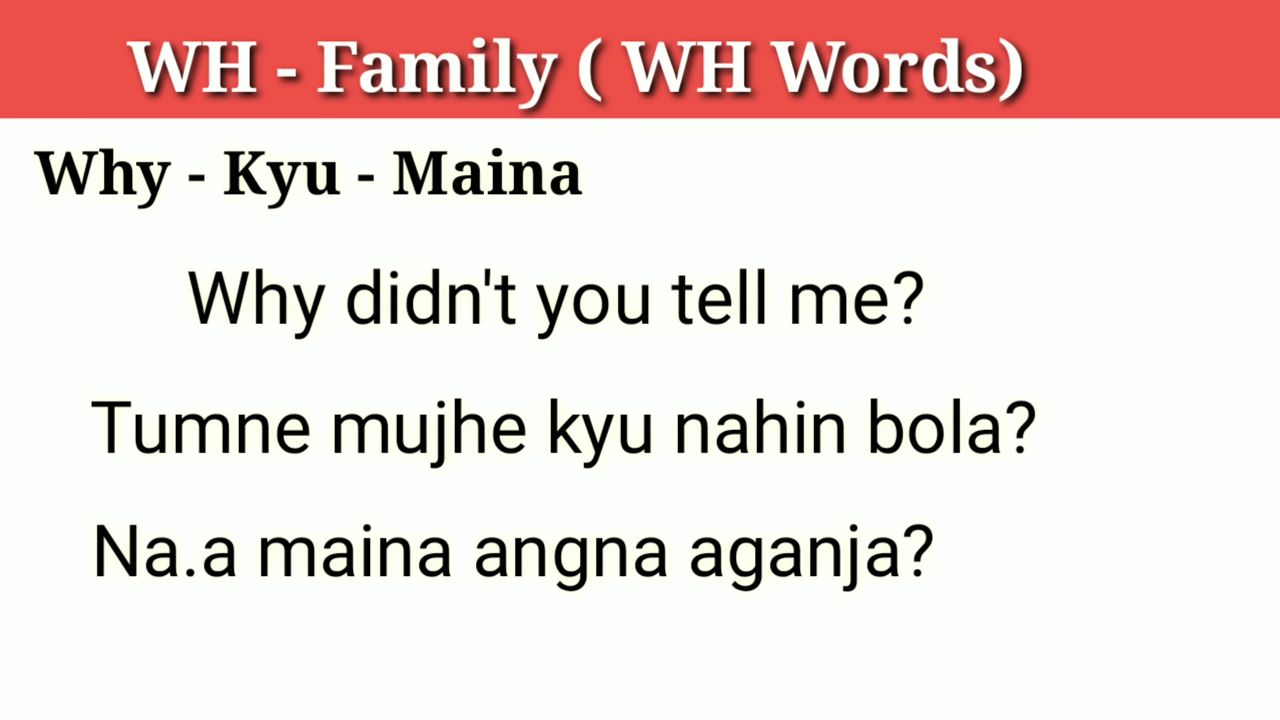 WH - Family ( WH Words)
Why - Kyu - Maina
Why didn't you tell me?
Tumne mujhe kyu nahin bola?
Na.a maina angna aganja?